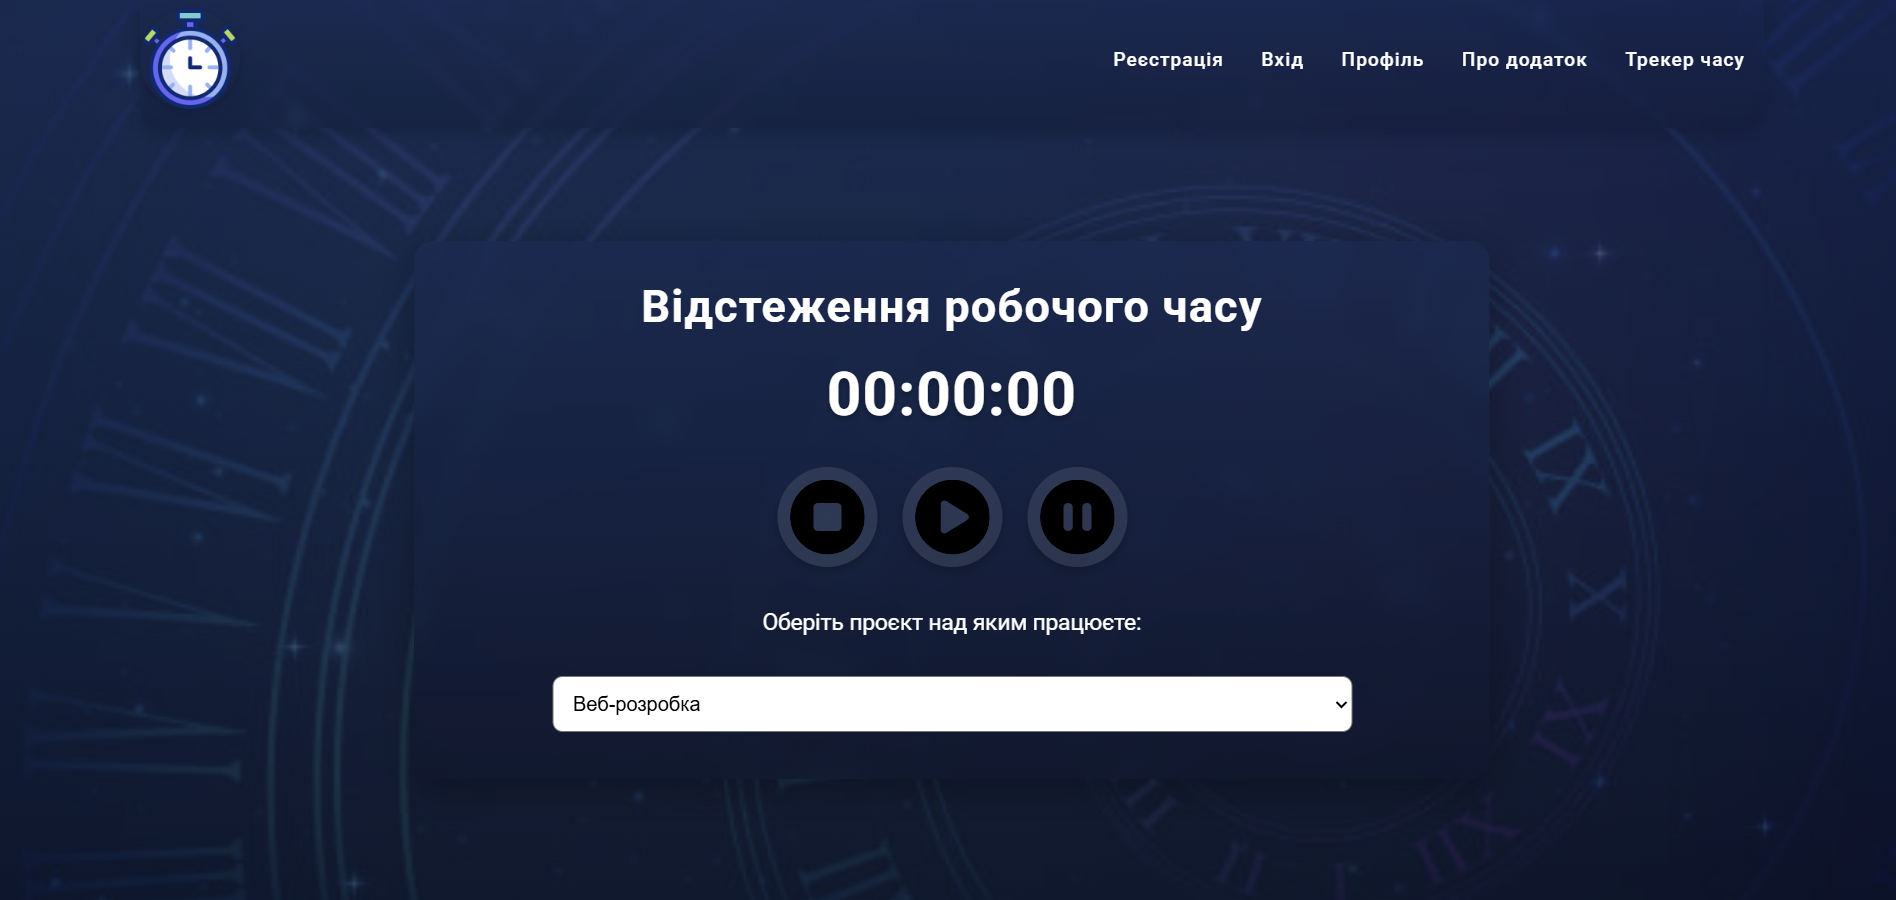 Реєстрація Вхід Профіль Про додаток Трекер часу
Відстеження робочого часу
00:00:00
Оберіть проєкт над яким працюєте:
Веб-розробка